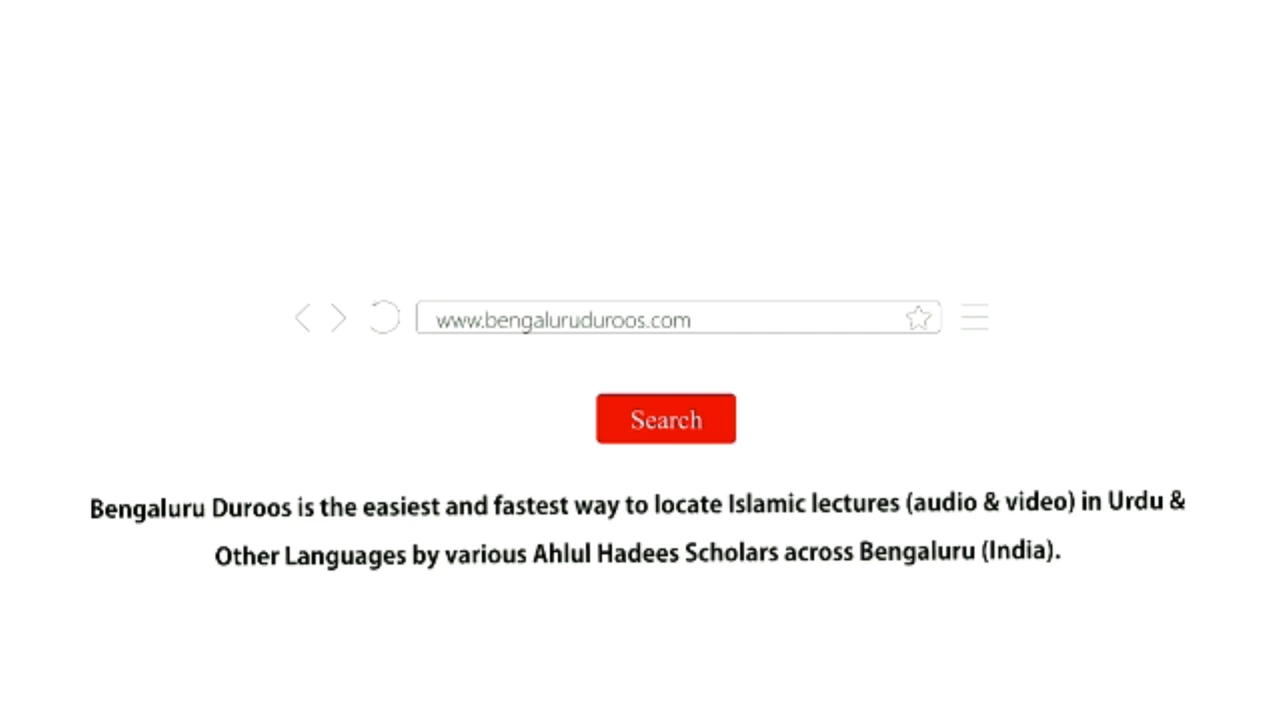 www.bengaluruduroos.com
Search
Bengaluru Duroos is the easiest and fastest way to locate Islamic lectures (audio & video) in Urdu &
Other Languages by various Ahlul Hadees Scholars across Bengaluru (India).